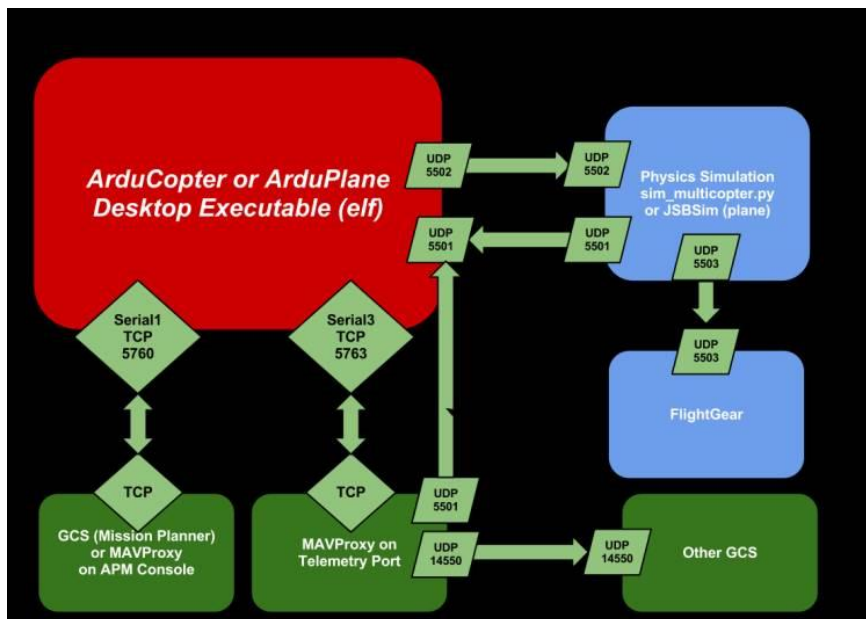 ArduCopter or ArduPlane
Desktop Executable (elf)
UDP
5502
UDP
5502
Physics Simulation
sim_multicopter.py
or JSBSim (plane)
UDP
5501
UDP
5501
UDP
5503
Serial1
TCP
5760
Serial3
TCP
5763
UDP
5503
FlightGear
TCP
GCS (Mission Planner)
or MAVProxy
on APM Console
TCP
MAVProxy on
Telemetry Port
UDP
5501
UDP
14550
UDP
14550
Other GCS